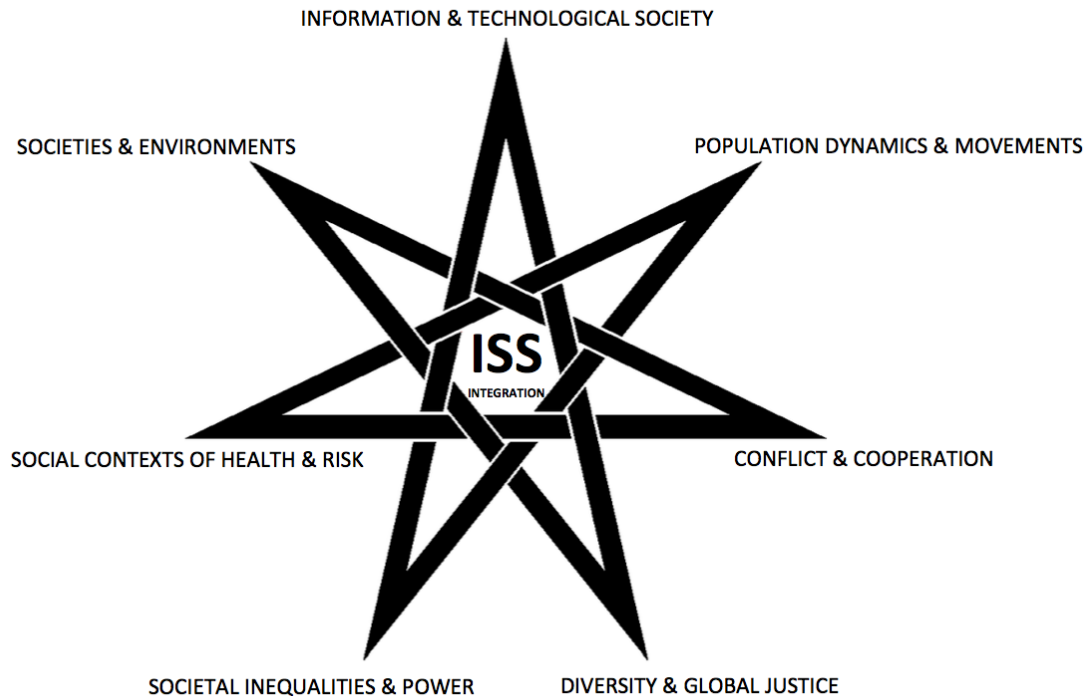 INFORMATION & TECHNOLOGICAL SOCIETY
SOCIETIES & ENVIRONMENTS
POPULATION DYNAMICS & MOVEMENTS
ISS
INTEGRATION
SOCIAL CONTEXTS OF HEALTH & RISK
CONFLICT & COOPERATION
SOCIETAL INEQUALITIES & POWER
DIVERSITY & GLOBAL JUSTICE